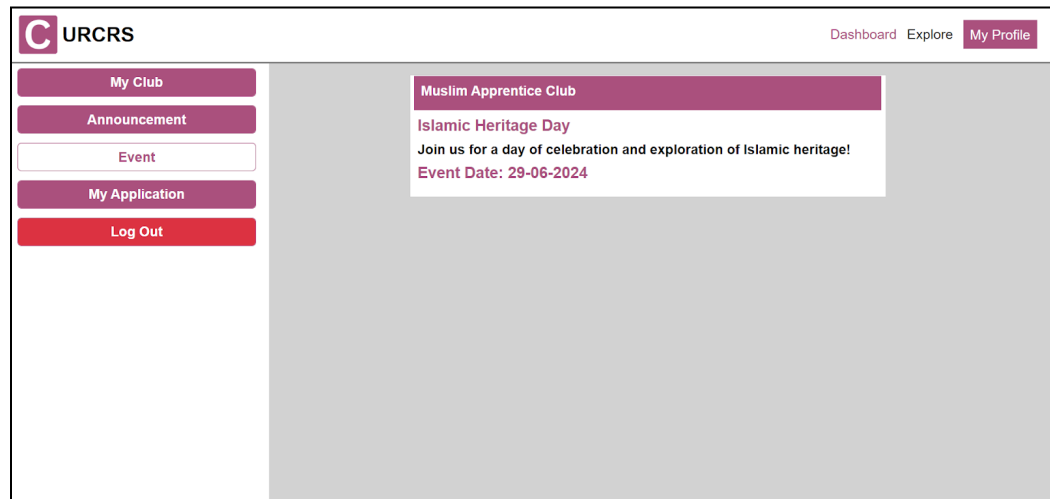 C URCRS
Dashboard Explore My Profile
My Club
Announcement
Event
My Application
Log Out
Muslim Apprentice Club
Islamic Heritage Day
Join us for a day of celebration and exploration of Islamic heritage!
Event Date: 29-06-2024